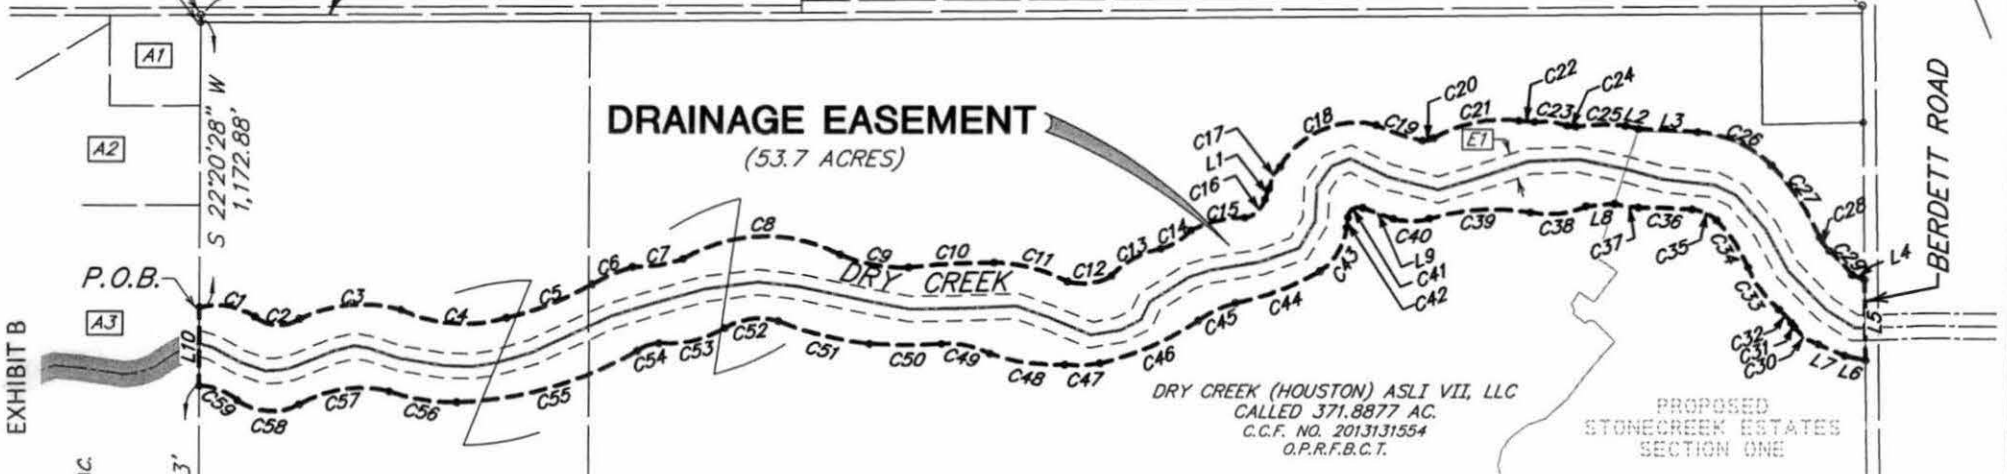 A1
A2
A3
S 22°20'28" W
1,172.88'
P.O.B.
EXHIBIT B
L10
3'
DRAINAGE EASEMENT
(53.7 ACRES)
DRY CREEK
C1
C2
C3
C4
C5
C6
C7
C8
C9
C10
C11
C12
C13
C14
C15
C16
L1
C17
C18
C19
C20
C21
C22
C23
C24
C25
L2
L3
E1
C26
C27
C28
C29
L4
L5
BERDETT ROAD
L6
L7
C30
C31
C32
C33
C34
C35
C36
C37
L8
C38
C39
C40
L9
C41
C42
C43
C44
C45
C46
C47
C48
C49
C50
C51
C52
C53
C54
C55
C56
C57
C58
C59
DRY CREEK (HOUSTON) ASLI VII, LLC
CALLED 371.8877 AC.
C.C.F. NO. 2013131554
O.P.R.F.B.C.T.
PROPOSED
STONECREEK ESTATES
SECTION ONE